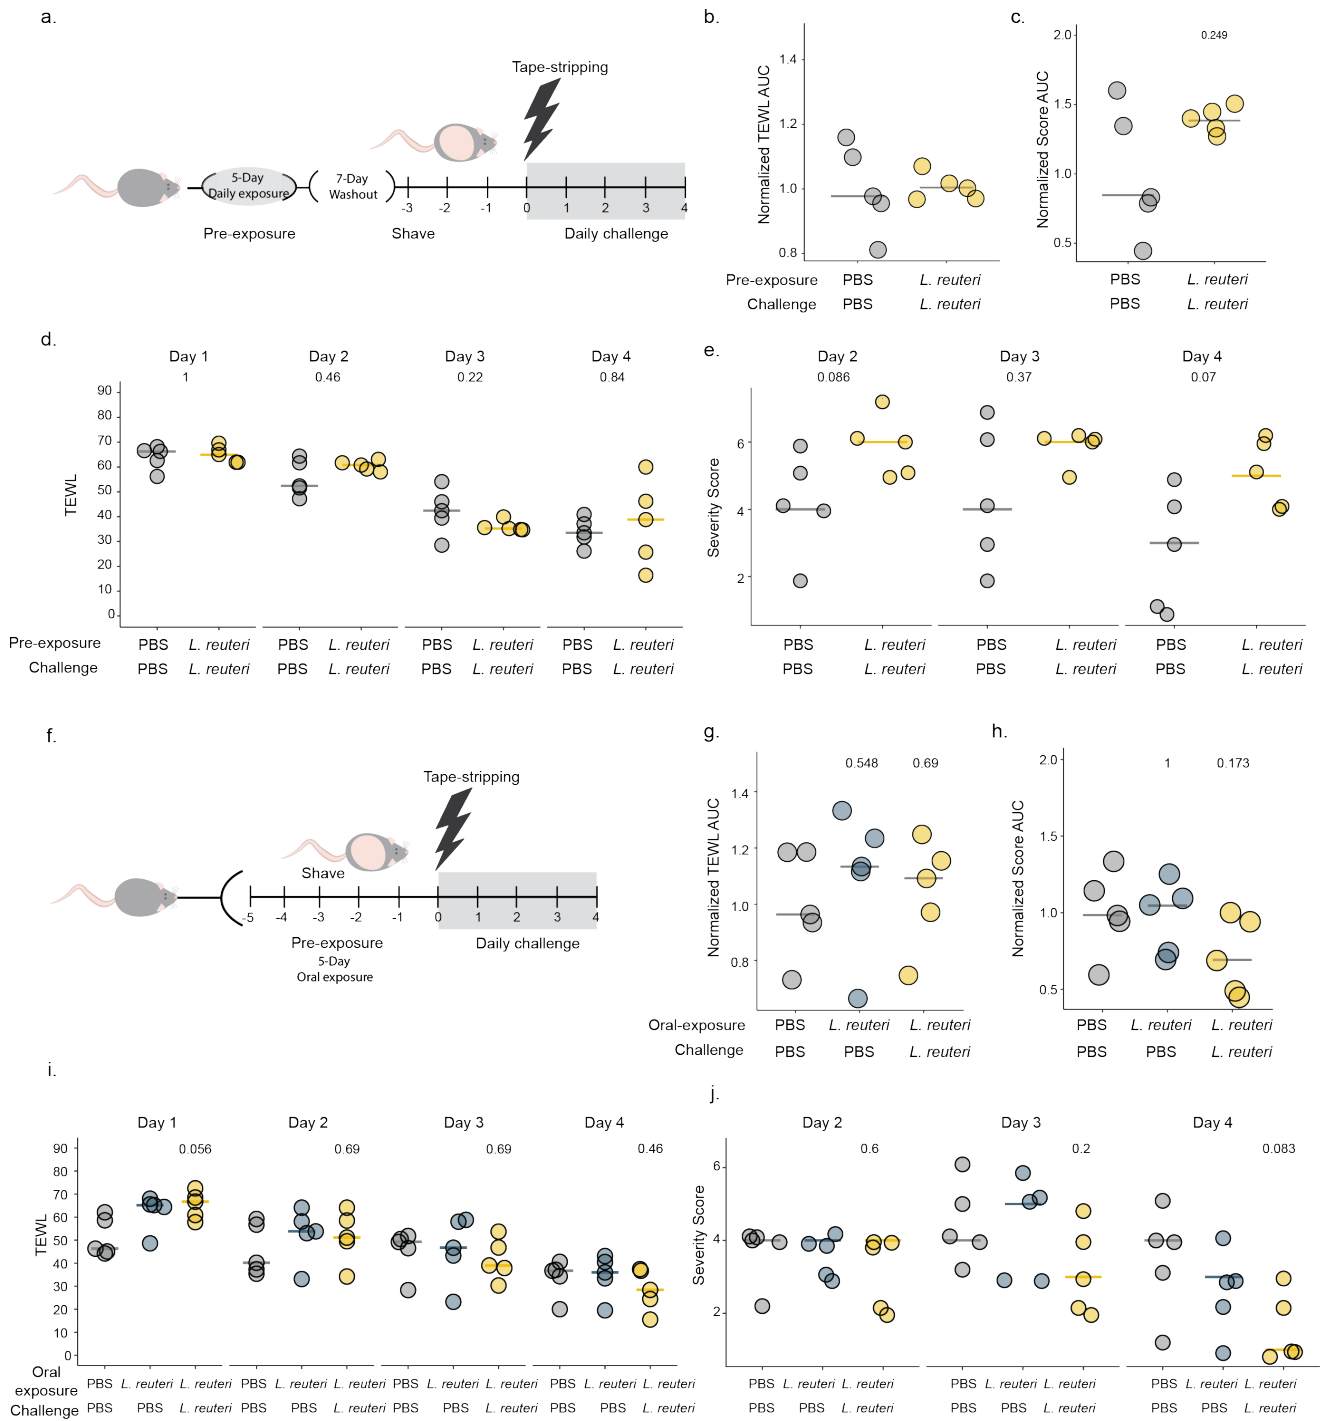 a.
Tape-stripping
5-Day
Daily exposure
7-Day
Washout
-3 -2 -1 0 1 2 3 4
Pre-exposure Shave Daily challenge
b.
Normalized TEWL AUC
1.4
1.2
1.0
0.8
Pre-exposure PBS L. reuteri
Challenge PBS L. reuteri
c.
Normalized Score AUC
0.249
2.0
1.5
1.0
0.5
PBS L. reuteri
PBS L. reuteri
d.
Day 1 Day 2 Day 3 Day 4
1 0.46 0.22 0.84
TEWL
90
80
70
60
50
40
30
20
10
0
Pre-exposure PBS L. reuteri PBS L. reuteri PBS L. reuteri PBS L. reuteri
Challenge PBS L. reuteri PBS L. reuteri PBS L. reuteri PBS L. reuteri
e.
Day 2 Day 3 Day 4
0.086 0.37 0.07
Severity Score
6
4
2
PBS L. reuteri PBS L. reuteri PBS L. reuteri
PBS L. reuteri PBS L. reuteri PBS L. reuteri
f.
Tape-stripping
Shave
-5 -4 -3 -2 -1 0 1 2 3 4
Pre-exposure Daily challenge
5-Day
Oral exposure
g.
Normalized TEWL AUC
0.548 0.69
1.4
1.2
1.0
0.8
Oral-exposure PBS L. reuteri L. reuteri
Challenge PBS PBS L. reuteri
h.
Normalized Score AUC
1 0.173
2.0
1.5
1.0
0.5
PBS L. reuteri L. reuteri
PBS PBS L. reuteri
i.
Day 1 Day 2 Day 3 Day 4
0.056 0.69 0.69 0.46
TEWL
90
80
70
60
50
40
30
20
10
0
Oral
exposure PBS L. reuteri L. reuteri PBS L. reuteri L. reuteri PBS L. reuteri L. reuteri PBS L. reuteri L. reuteri
Challenge PBS PBS L. reuteri PBS PBS L. reuteri PBS PBS L. reuteri PBS PBS L. reuteri
j.
Day 2 Day 3 Day 4
0.6 0.2 0.083
Severity Score
6
4
2
PBS L. reuteri L. reuteri PBS L. reuteri L. reuteri PBS L. reuteri L. reuteri
PBS PBS L. reuteri PBS PBS L. reuteri PBS PBS L. reuteri